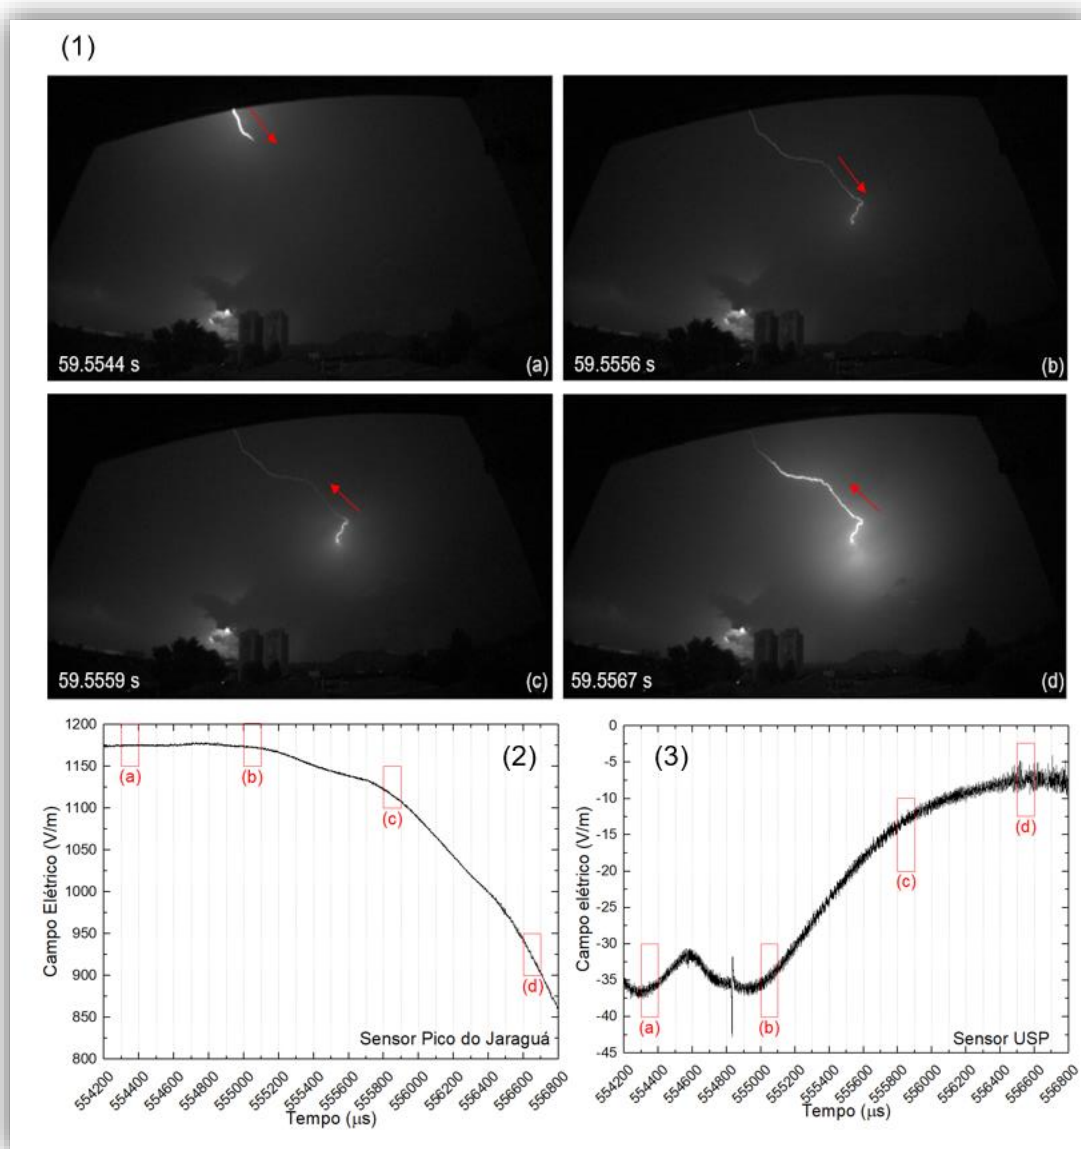 (1)
59.5544 s
(a)
59.5556 s
(b)
59.5559 s
(c)
59.5567 s
(d)
Campo Elétrico (V/m)
1200
1150
1100
1050
1000
950
900
850
800
(2)
(a)
(b)
(c)
(d)
Sensor Pico do Jaraguá
554200
554400
554600
554800
555000
555200
555400
555600
555800
556000
556200
556400
556600
556800
Tempo (μs)
Campo elétrico (V/m)
0
-5
-10
-15
-20
-25
-30
-35
-40
-45
(3)
(a)
(b)
(c)
(d)
Sensor USP
554200
554400
554600
554800
555000
555200
555400
555600
555800
556000
556200
556400
556600
556800
Tempo (μs)